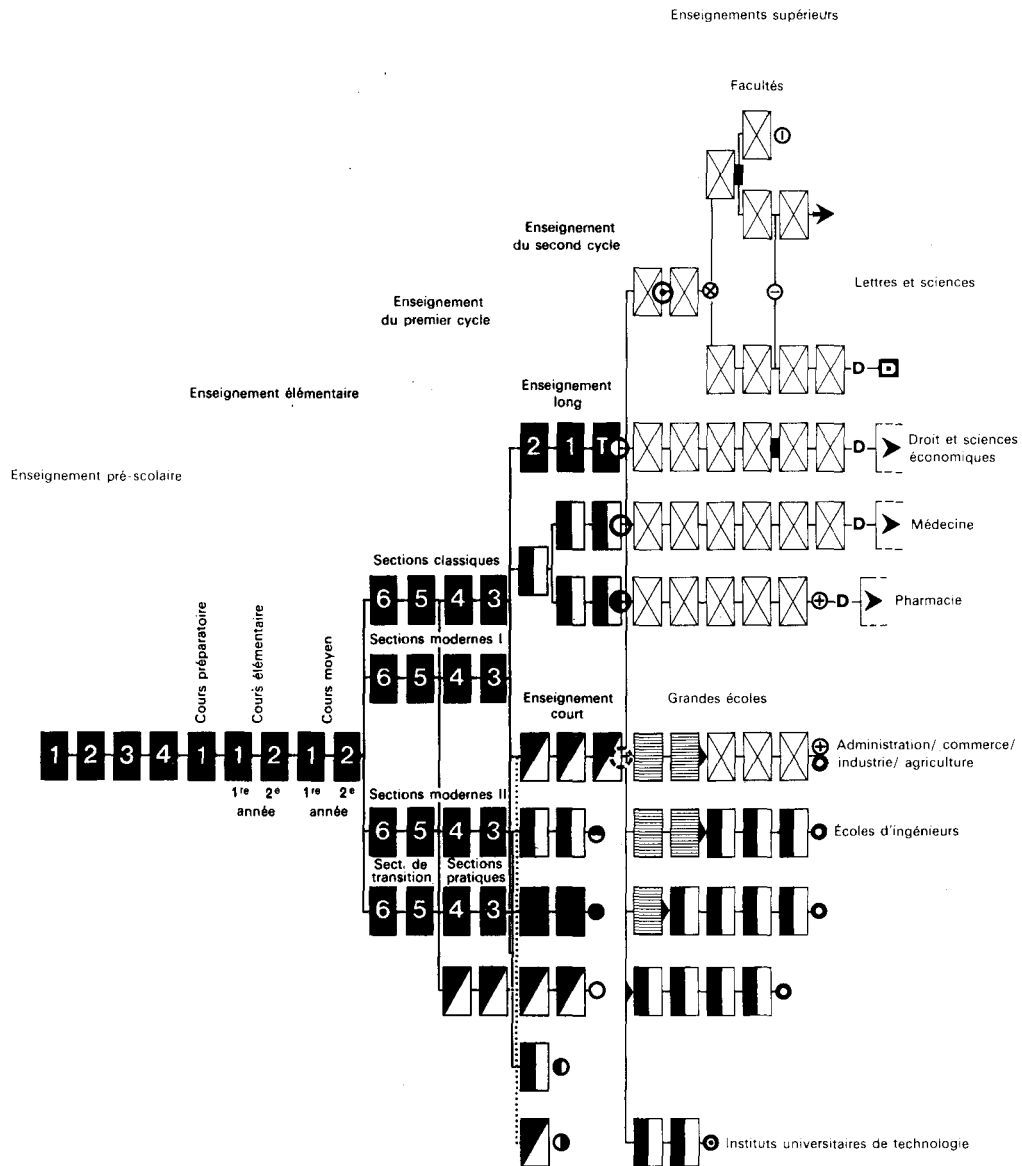 Enseignements supérieurs
Facultés
Enseignement
du second cycle
Lettres et sciences
Enseignement
du premier cycle
Enseignement élémentaire
Enseignement
long
D D
2 1 T
D
Droit et sciences
économiques
Enseignement pré-scolaire
D
Médecine
Sections classiques
6 5 4 3
D
Pharmacie
Cours préparatoire
Cours élémentaire
Cours moyen
Sections modernes I
6 5 4 3
Enseignement
court
Grandes écoles
1 2 3 4 1 1 2 1 2
Administration/ commerce/
industrie/ agriculture
1re 2e 1re 2e
année année
Sections modernes II
6 5 4 3
Écoles d'ingénieurs
Sect. de
transition
Sections
pratiques
6 5 4 3
Instituts universitaires de technologie